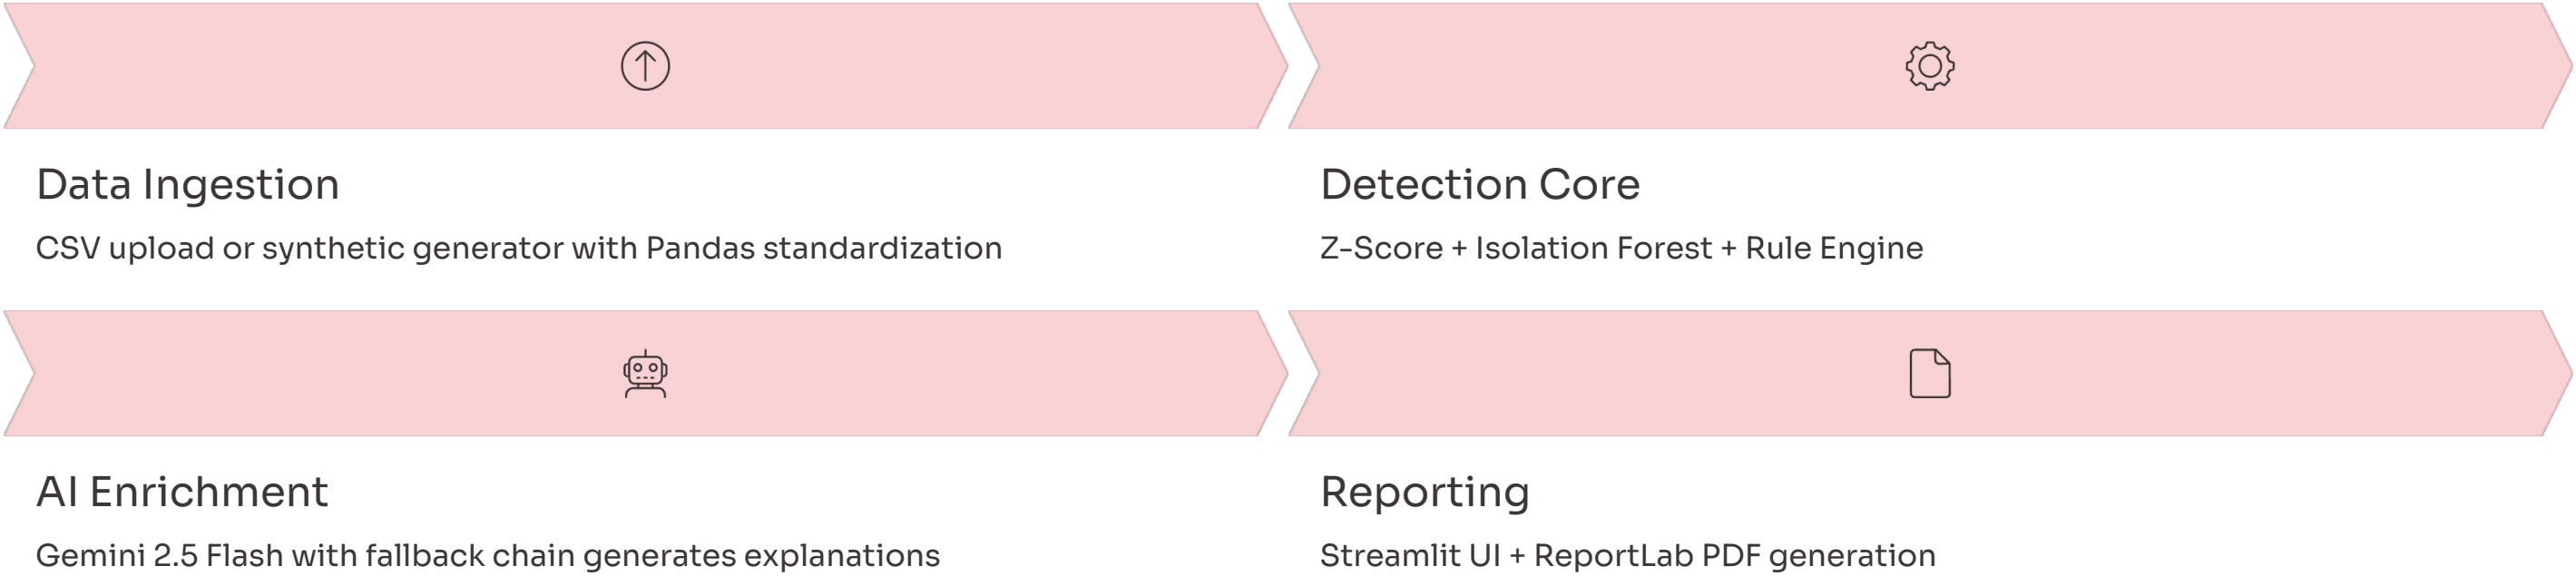 Data Ingestion
CSV upload or synthetic generator with Pandas standardization
Detection Core
Z-Score + Isolation Forest + Rule Engine
AI Enrichment
Gemini 2.5 Flash with fallback chain generates explanations
Reporting
Streamlit UI + ReportLab PDF generation